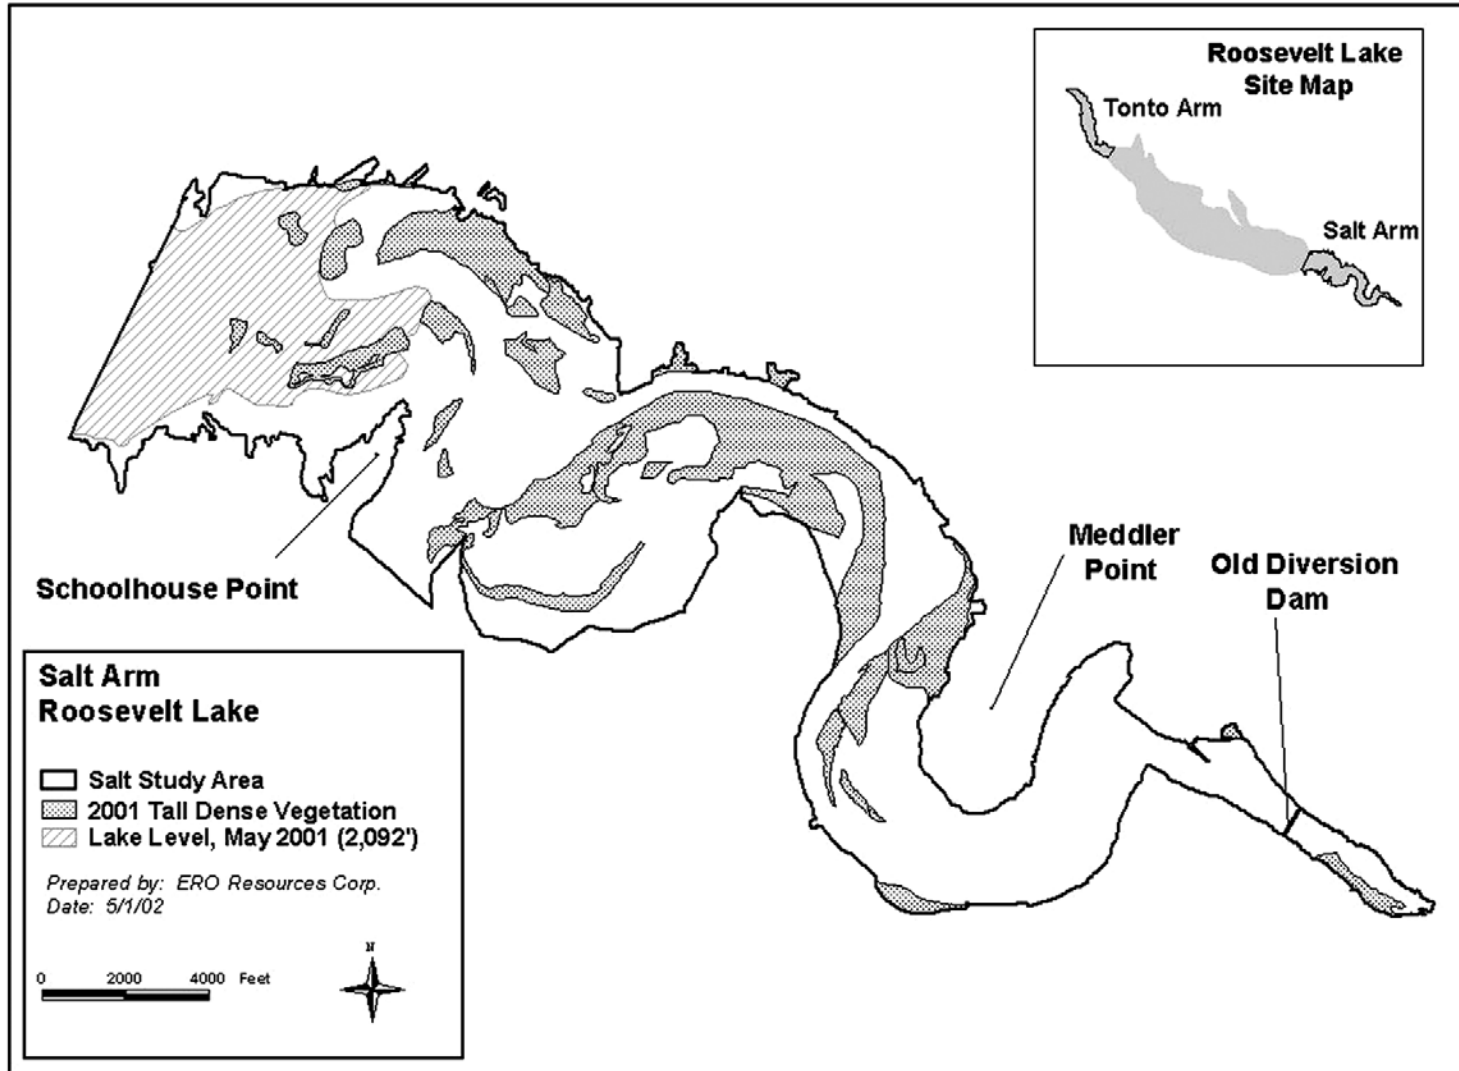 Roosevelt Lake
Site Map
Tonto Arm
Salt Arm
Schoolhouse Point
Meddler
Point
Old Diversion
Dam
Salt Arm
Roosevelt Lake
Salt Study Area
2001 Tall Dense Vegetation
Lake Level, May 2001 (2,092')
Prepared by: ERO Resources Corp.
Date: 5/1/02
N
0 2000 4000 Feet